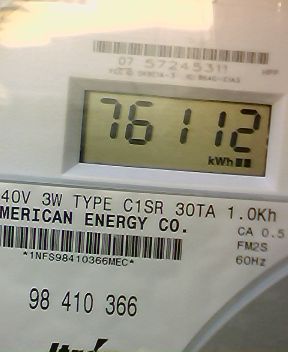 07 57245311
76112
kWh
40V 3W TYPE C1SR 30TA 1.0Kh
MERICAN ENERGY CO.
CA 0.5
FM2S
60Hz
*1NFS98410366MEC*
98 410 366